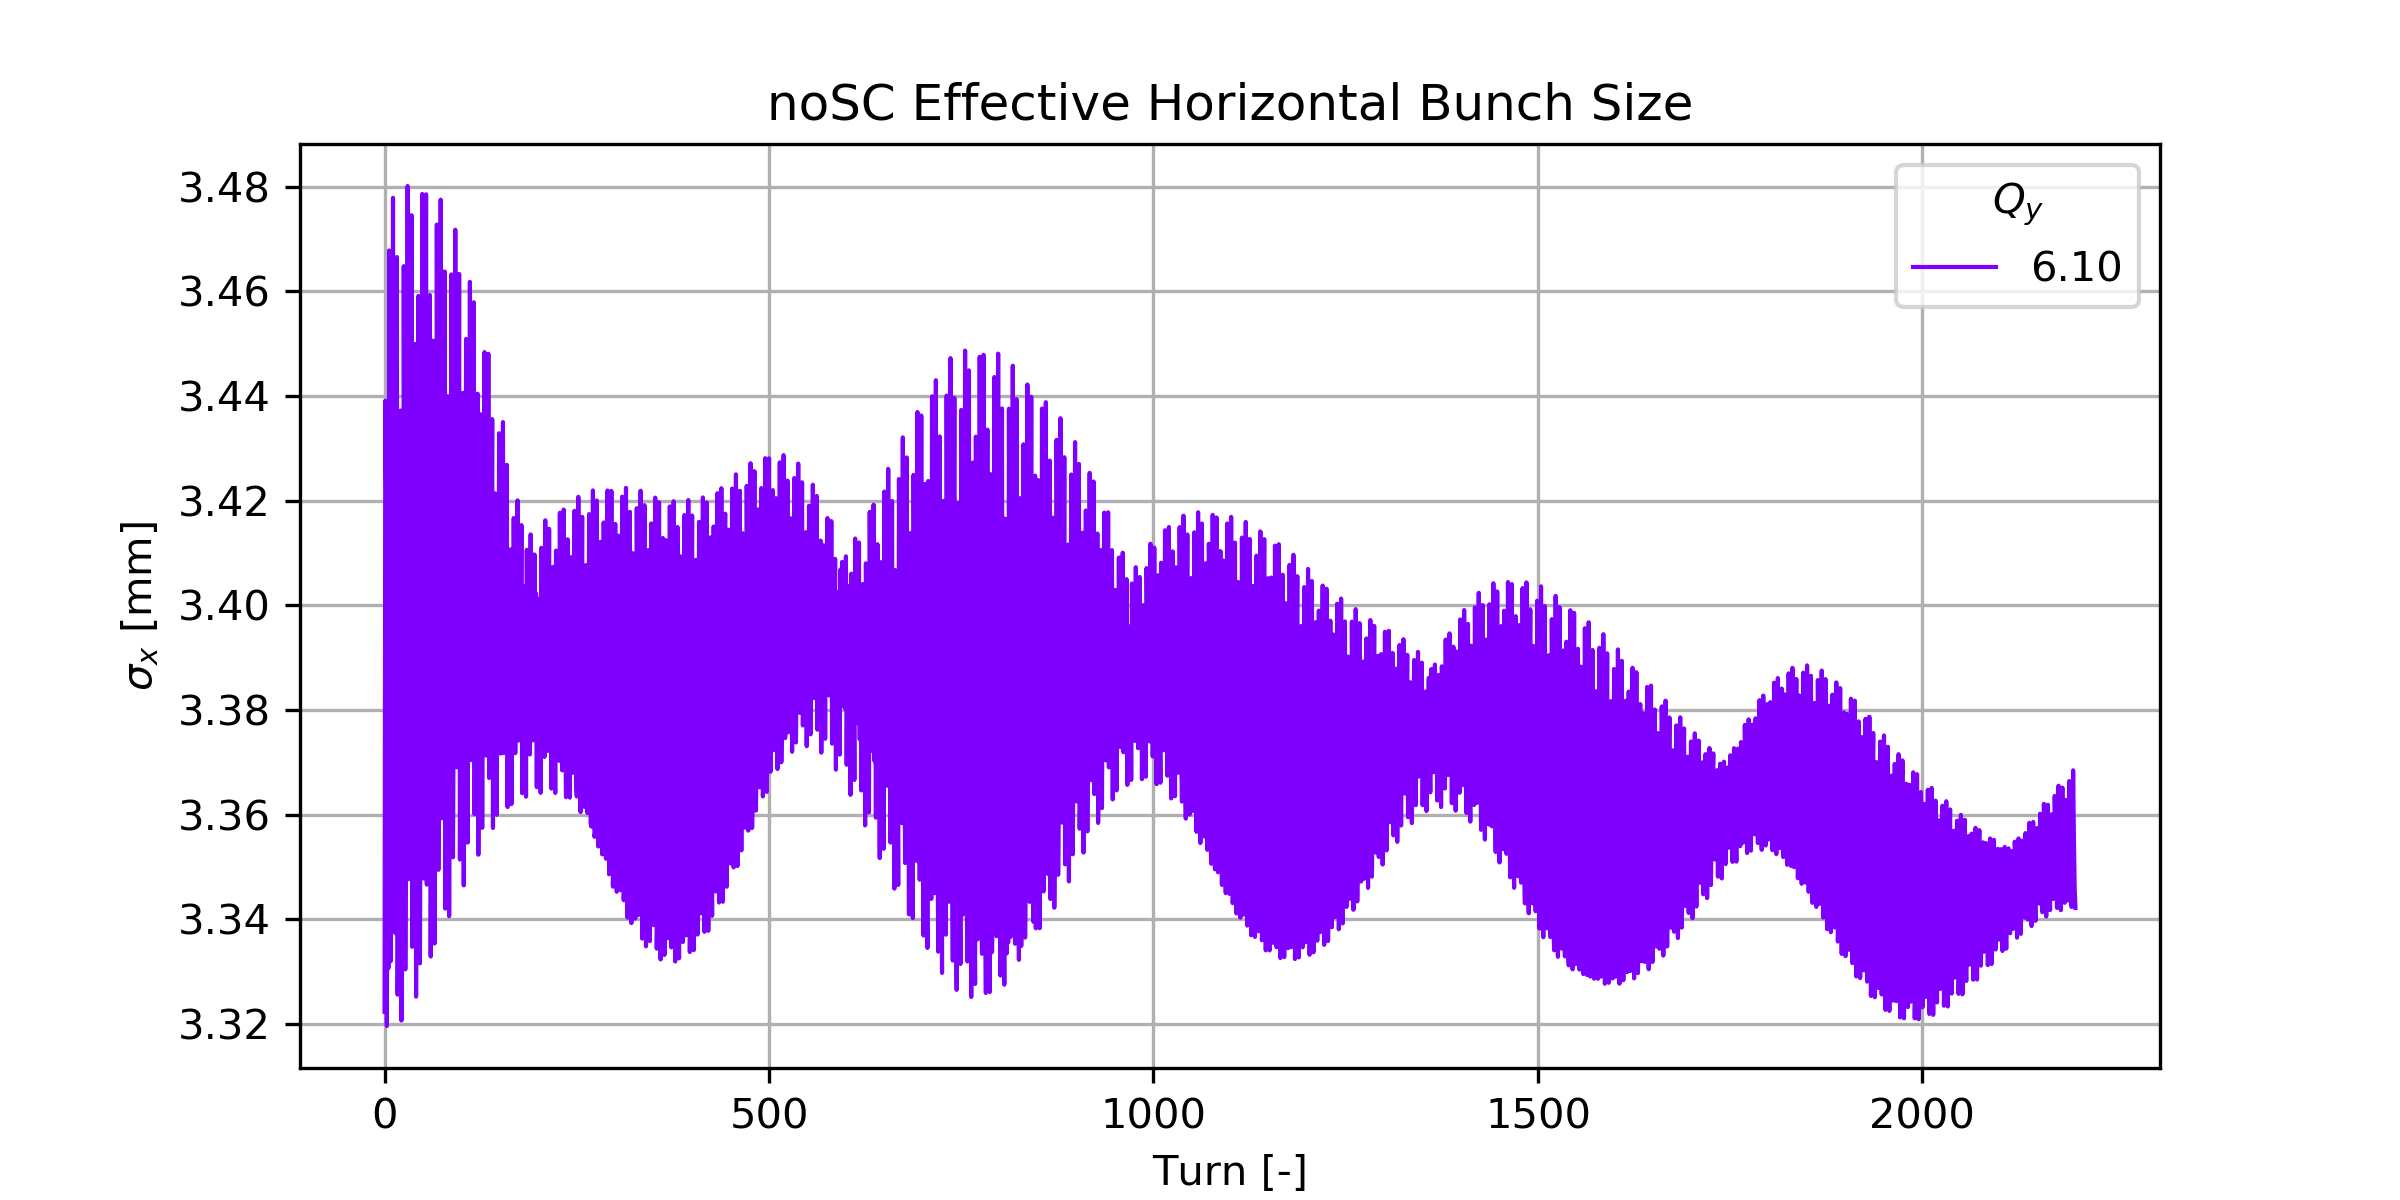 noSC Effective Horizontal Bunch Size
σx [mm]
3.48
3.46
3.44
3.42
3.40
3.38
3.36
3.34
3.32
Qy
6.10
0 500 1000 1500 2000
Turn [-]